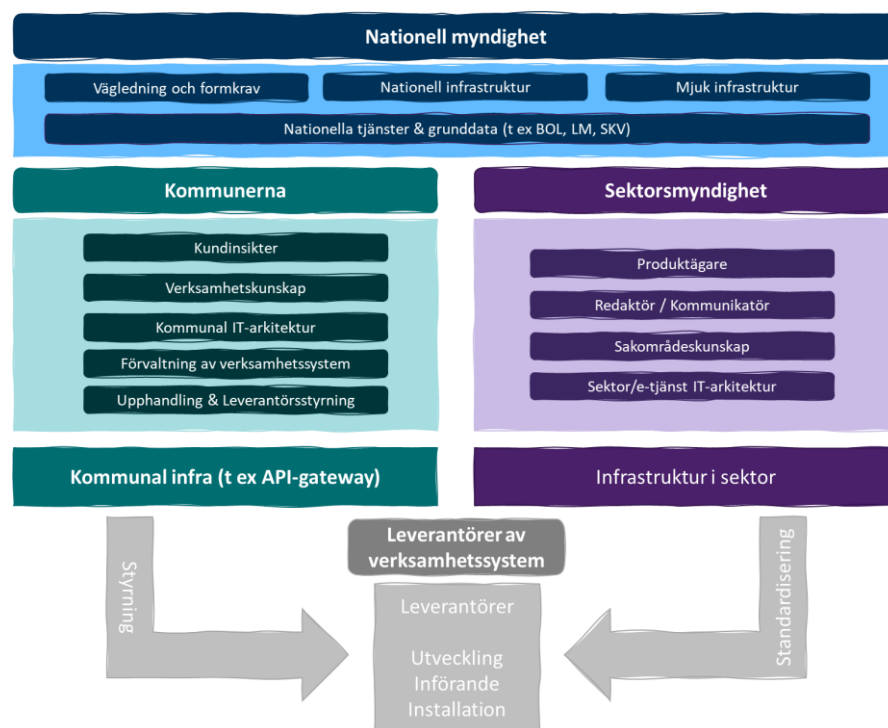 Nationell myndighet
Vägledning och formkrav
Nationell infrastruktur
Mjuk infrastruktur
Nationella tjänster & grunddata (t ex BOL, LM, SKV)
Kommunerna
Kundinsikter
Verksamhetskunskap
Kommunal IT-arkitektur
Förvaltning av verksamhetssystem
Upphandling & Leverantörsstyrning
Kommunal infra (t ex API-gateway)
Sektorsmyndighet
Produktägare
Redaktör / Kommunikatör
Sakområdeskunskap
Sektor/e-tjänst IT-arkitektur
Infrastruktur i sektor
Styrning
Leverantörer av
verksamhetssystem
Leverantörer
Utveckling
Införande
Installation
Standardisering